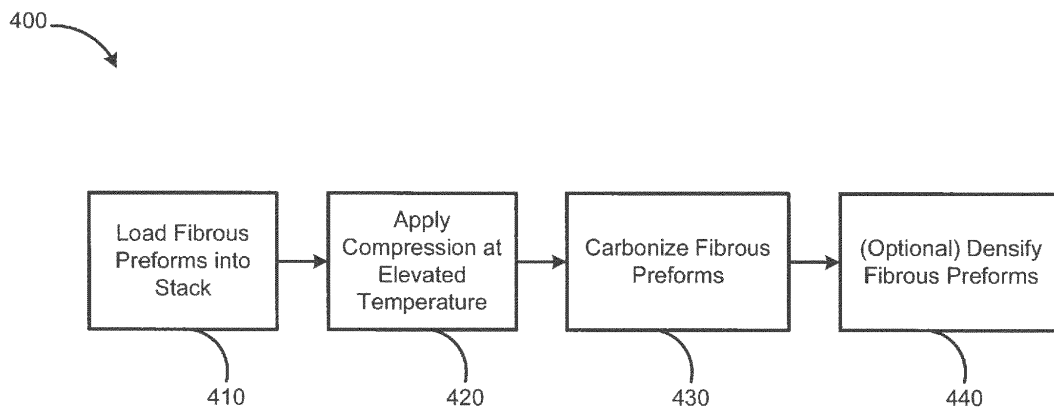 400
Load Fibrous
Preforms into
Stack
Apply
Compression at
Elevated
Temperature
Carbonize Fibrous
Preforms
(Optional) Densify
Fibrous Preforms
410
420
430
440